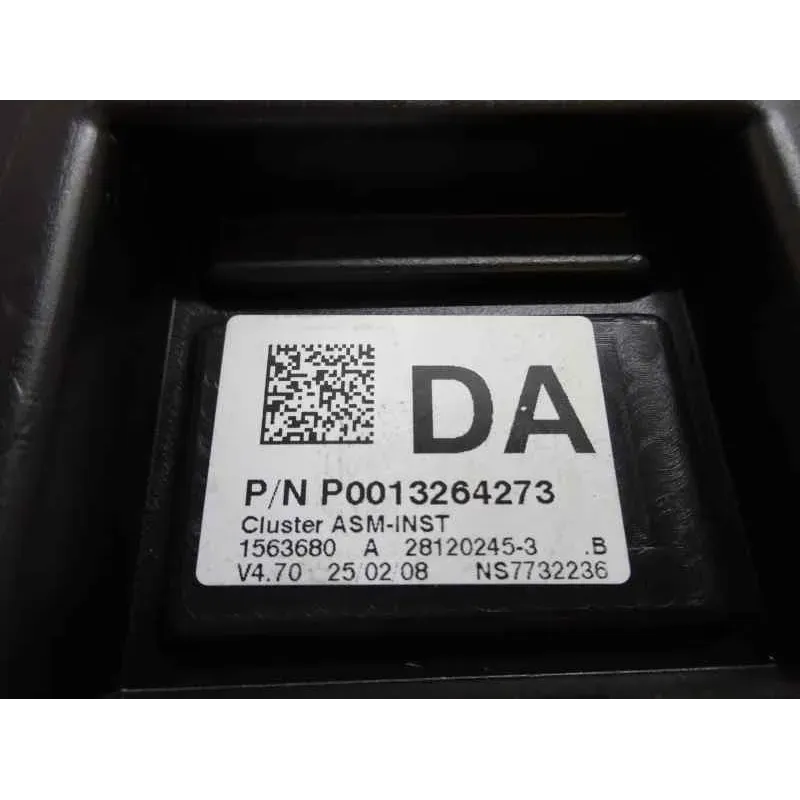 DA
P/N P0013264273
Cluster ASM-INST
1563680 A 28120245-3 .B
V4.70 25/02/08 NS7732236